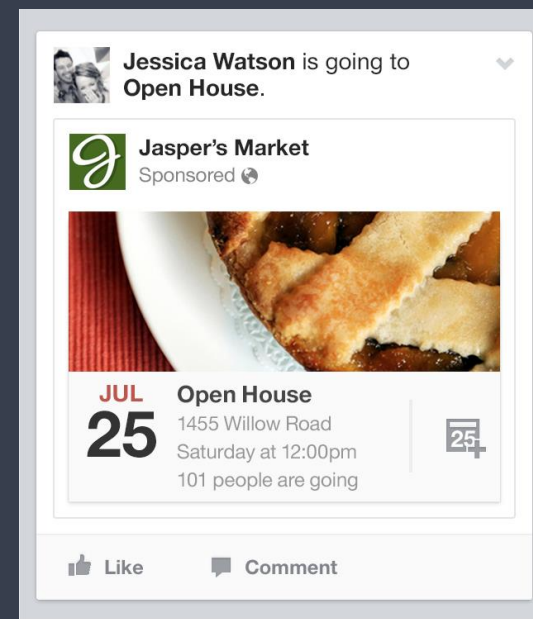 Jessica Watson is going to
Open House.
Jasper's Market
Sponsored
JUL
25
Open House
1455 Willow Road
Saturday at 12:00pm
101 people are going
25
Like
Comment